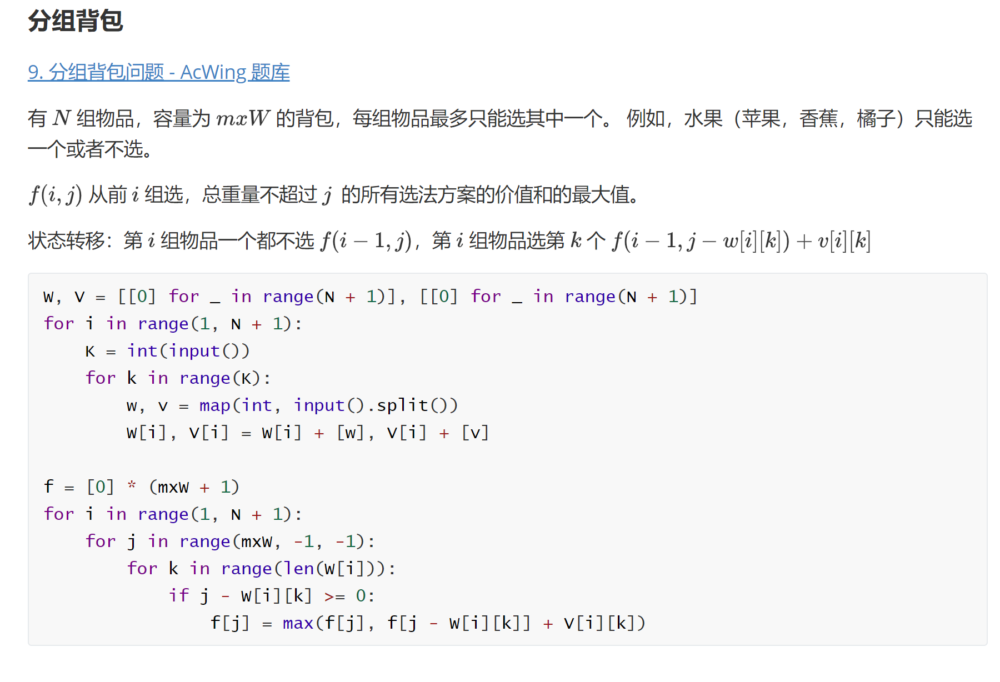 分组背包
9. 分组背包问题 - AcWing 题库
有 N 组物品，容量为 mxW 的背包，每组物品最多只能选其中一个。 例如，水果（苹果，香蕉，橘子）只能选
一个或者不选。
f(i, j) 从前 i 组选，总重量不超过 j 的所有选法方案的价值和的最大值。
状态转移：第 i 组物品一个都不选 f(i − 1, j)，第 i 组物品选第 k 个 f(i − 1, j − w[i][k]) + v[i][k]
W, V = [[0] for _ in range(N + 1)], [[0] for _ in range(N + 1)]
for i in range(1, N + 1):
    K = int(input())
    for k in range(K):
        w, v = map(int, input().split())
        W[i], V[i] = W[i] + [w], V[i] + [v]
f = [0] * (mxW + 1)
for i in range(1, N + 1):
    for j in range(mxW, -1, -1):
        for k in range(len(W[i])):
            if j - W[i][k] >= 0:
                f[j] = max(f[j], f[j - W[i][k]] + V[i][k])